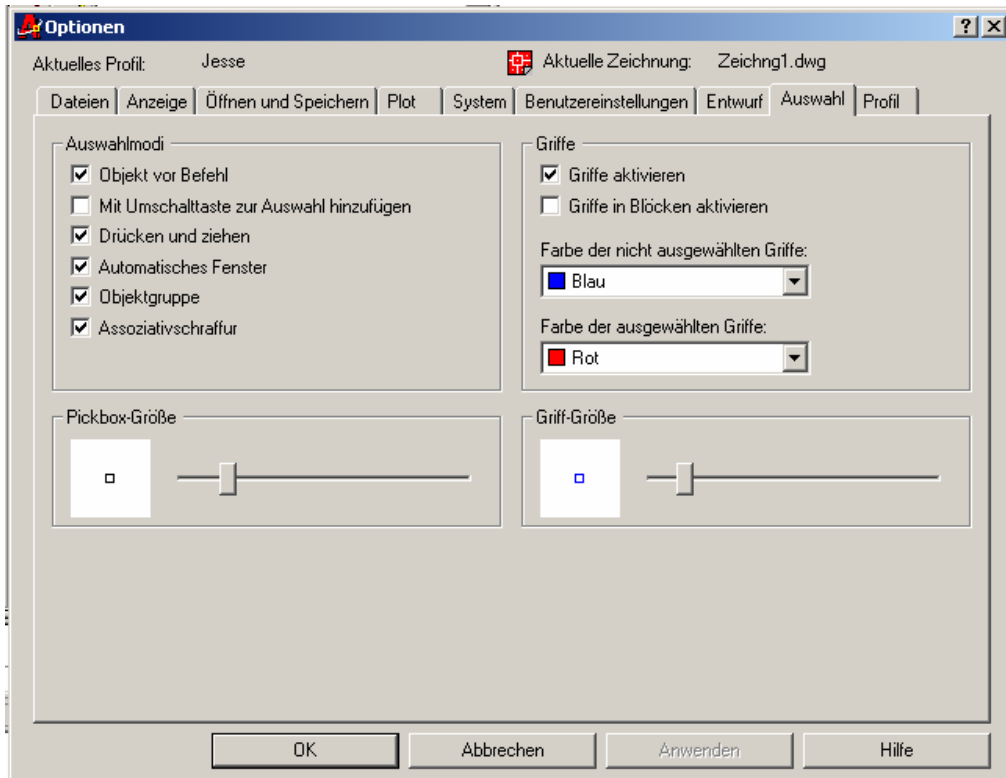 Optionen
Aktuelles Profil: Jesse Aktuelle Zeichnung: Zeichng1.dwg
Dateien Anzeige Öffnen und Speichern Plot System Benutzereinstellungen Entwurf Auswahl Profil
Auswahlmodi
Objekt vor Befehl
Mit Umschalttaste zur Auswahl hinzufügen
Drücken und ziehen
Automatisches Fenster
Objektgruppe
Assoziativschraffur
Griffe
Griffe aktivieren
Griffe in Blöcken aktivieren
Farbe der nicht ausgewählten Griffe:
Blau
Farbe der ausgewählten Griffe:
Rot
Pickbox-Größe
Griff-Größe
OK Abbrechen Anwenden Hilfe